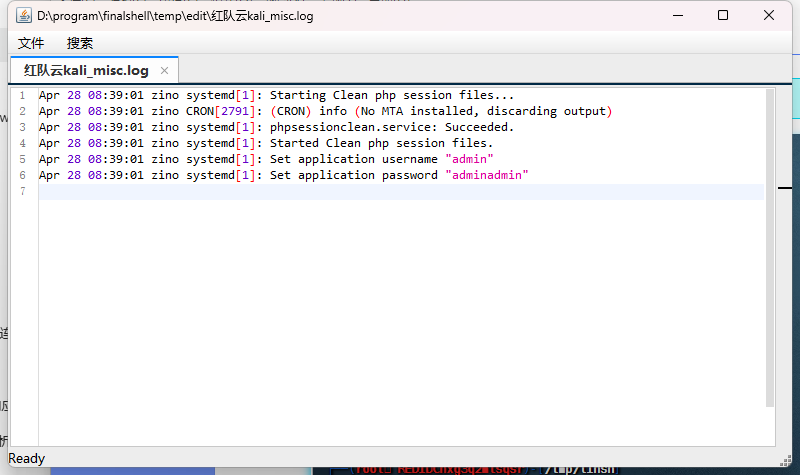 D:\program\finalshell\temp\edit\红队云kali_misc.log
文件 搜索
红队云kali_misc.log ×
1 Apr 28 08:39:01 zino systemd[1]: Starting Clean php session files...
2 Apr 28 08:39:01 zino CRON[2791]: (CRON) info (No MTA installed, discarding output)
3 Apr 28 08:39:01 zino systemd[1]: phpsessionclean.service: Succeeded.
4 Apr 28 08:39:01 zino systemd[1]: Started Clean php session files.
5 Apr 28 08:39:01 zino systemd[1]: Set application username "admin"
6 Apr 28 08:39:01 zino systemd[1]: Set application password "adminadmin"
7
Ready